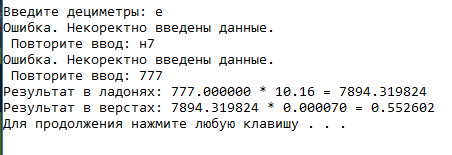 Введите дециметры: е
Ошибка. Некоректно введены данные.
Повторите ввод: н7
Ошибка. Некоректно введены данные.
Повторите ввод: 777
Результат в ладонях: 777.000000 * 10.16 = 7894.319824
Результат в верстах: 7894.319824 * 0.000070 = 0.552602
Для продолжения нажмите любую клавишу . . .